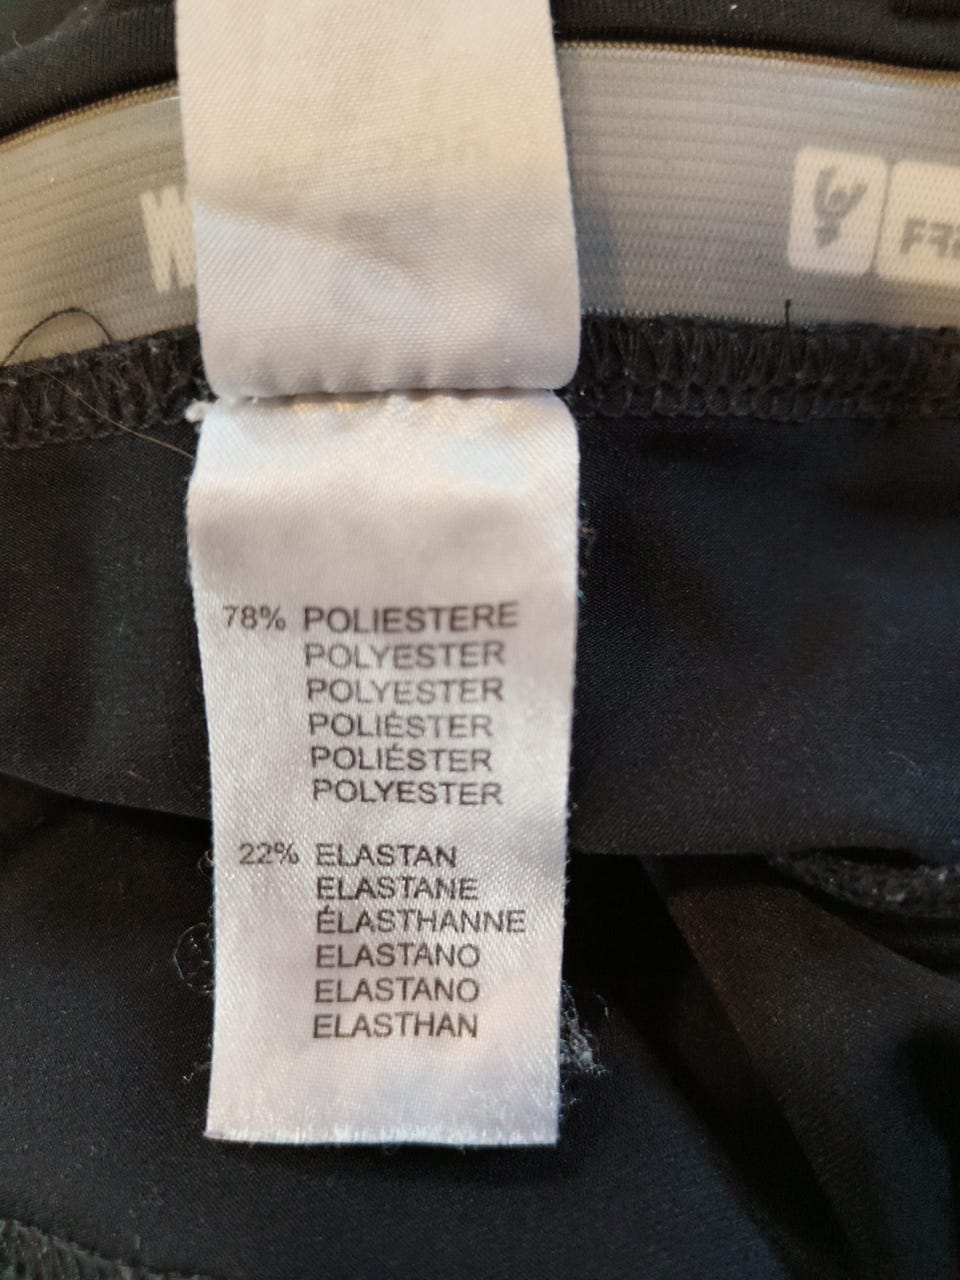 78% POLIESTERE
POLYESTER
POLYESTER
POLIÉSTER
POLIÉSTER
POLYESTER
22% ELASTAN
ELASTANE
ÉLASTHANNE
ELASTANO
ELASTANO
ELASTHAN